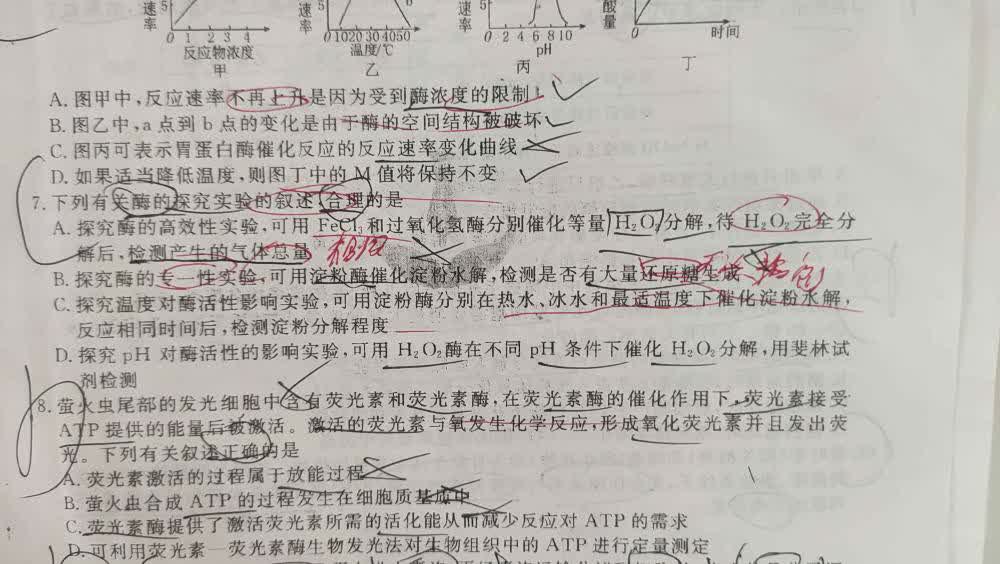 速率 5 0 1 2 3 4 反应物浓度 甲
速率 5 0 10 20 30 40 50 温度/℃ b 乙
速率 5 0 2 4 6 8 10 pH 丙
酸量 0 时间 丁
A. 图甲中,反应速率不再上升是因为受到酶浓度的限制
B. 图乙中,a 点到 b 点的变化是由于酶的空间结构被破坏
C. 图丙可表示胃蛋白酶催化反应的反应速率变化曲线
D. 如果适当降低温度,则图丁中的 M 值将保持不变
7. 下列有关酶的探究实验的叙述,合理的是
A. 探究酶的高效性实验,可用 FeCl₃ 和过氧化氢酶分别催化等量 H₂O₂ 分解,待 H₂O₂ 完全分
解后,检测产生的气体总量 相同
B. 探究酶的专一性实验,可用淀粉酶催化淀粉水解,检测是否有大量还原糖生成
C. 探究温度对酶活性影响实验,可用淀粉酶分别在热水、冰水和最适温度下催化淀粉水解,
反应相同时间后,检测淀粉分解程度
D. 探究 pH 对酶活性的影响实验,可用 H₂O₂ 酶在不同 pH 条件下催化 H₂O₂ 分解,用斐林试
剂检测
8. 萤火虫尾部的发光细胞中含有荧光素和荧光素酶,在荧光素酶的催化作用下,荧光素接受
ATP 提供的能量后被激活。激活的荧光素与氧发生化学反应,形成氧化荧光素并且发出荧
光。下列有关叙述正确的是
A. 荧光素激活的过程属于放能过程
B. 萤火虫合成 ATP 的过程发生在细胞质基质中
C. 荧光素酶提供了激活荧光素所需的活化能从而减少反应对 ATP 的需求
D. 可利用荧光素—荧光素酶生物发光法对生物组织中的 ATP 进行定量测定